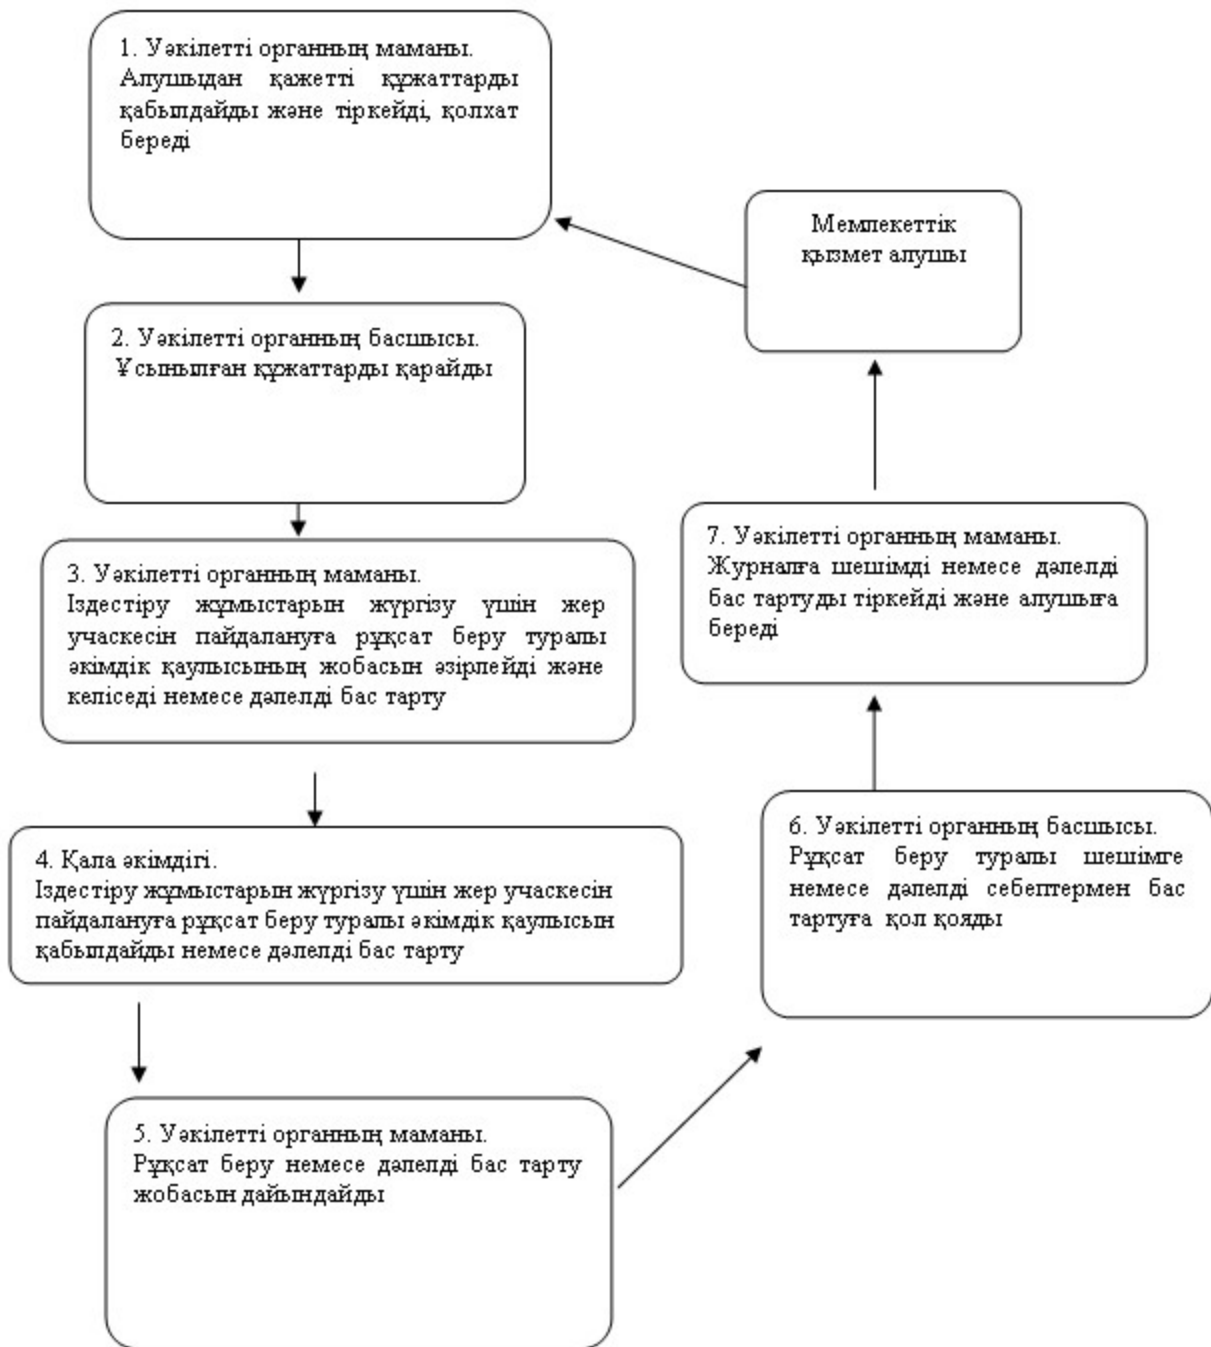 1. Уәкілетті органның маманы.
Алушыдан қажетті құжаттарды
қабылдайды және тіркейді, қолхат
береді
Мемлекеттік
қызмет алушы
2. Уәкілетті органның басшысы.
Ұсынылған құжаттарды қарайды
3. Уәкілетті органның маманы.
Іздестіру жұмыстарын жүргізу үшін жер
учаскесін пайдалануға рұқсат беру туралы
әкімдік қаулысының жобасын әзірлейді және
келіседі немесе дәлелді бас тарту
4. Қала әкімдігі.
Іздестіру жұмыстарын жүргізу үшін жер учаскесін
пайдалануға рұқсат беру туралы әкімдік қаулысын
қабылдайды немесе дәлелді бас тарту
5. Уәкілетті органның маманы.
Рұқсат беру немесе дәлелді бас тарту
жобасын дайындайды
6. Уәкілетті органның басшысы.
Рұқсат беру туралы шешімге
немесе дәлелді себептермен бас
тартуға қол қояды
7. Уәкілетті органның маманы.
Журналға шешімді немесе дәлелді
бас тартуды тіркейді және алушыға
береді